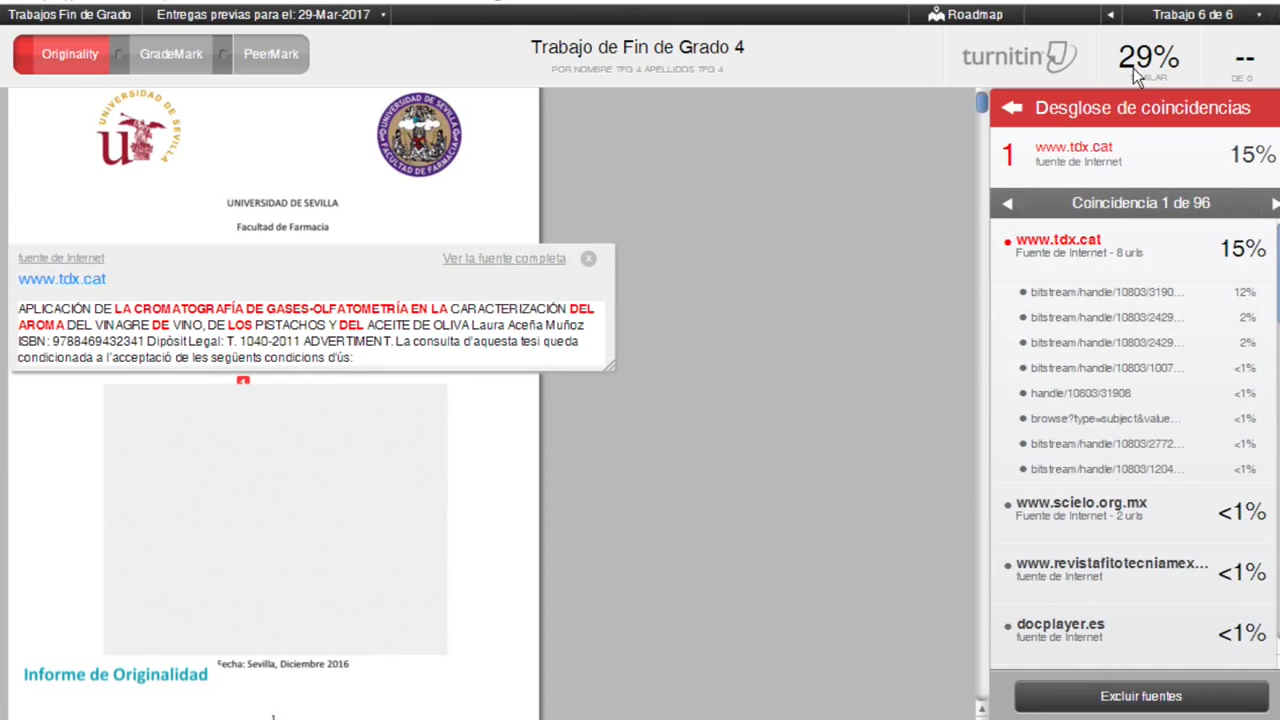 Trabajos Fin de Grado
Entregas previas para el: 29-Mar-2017
Roadmap
Trabajo 6 de 6
Originality
GradeMark
PeerMark
Trabajo de Fin de Grado 4
POR NOMBRE TFG 4 APELLIDOS TFG 4
turnitin
29%
--
DE 0
UNIVERSIDAD DE SEVILLA
FACULTAD DE FARMACIA
UNIVERSIDAD DE SEVILLA
Facultad de Farmacia
fuente de Internet
Ver la fuente completa
www.tdx.cat
APLICACIÓN DE LA CROMATOGRAFÍA DE GASES-OLFATOMETRÍA EN LA CARACTERIZACIÓN DEL
AROMA DEL VINAGRE DE VINO, DE LOS PISTACHOS Y DEL ACEITE DE OLIVA Laura Aceña Muñoz
ISBN: 9788469432341 Dipòsit Legal: T. 1040-2011 ADVERTIMENT. La consulta d'aquesta tesi queda
condicionada a l'acceptació de les següents condicions d'ús:
Fecha: Sevilla, Diciembre 2016
Informe de Originalidad
1
Desglose de coincidencias
1
www.tdx.cat
fuente de Internet
15%
Coincidencia 1 de 96
www.tdx.cat
15%
Fuente de Internet - 8 urls
bitstream/handle/10803/3190... 12%
bitstream/handle/10803/2429... 2%
bitstream/handle/10803/2429... 2%
bitstream/handle/10803/1007... <1%
handle/10803/31908 <1%
browse?type=subject&value... <1%
bitstream/handle/10803/2772... <1%
bitstream/handle/10803/1204... <1%
www.scielo.org.mx
<1%
Fuente de Internet - 2 urls
www.revistafitotecniamex...
<1%
fuente de Internet
docplayer.es
<1%
fuente de Internet
Excluir fuentes